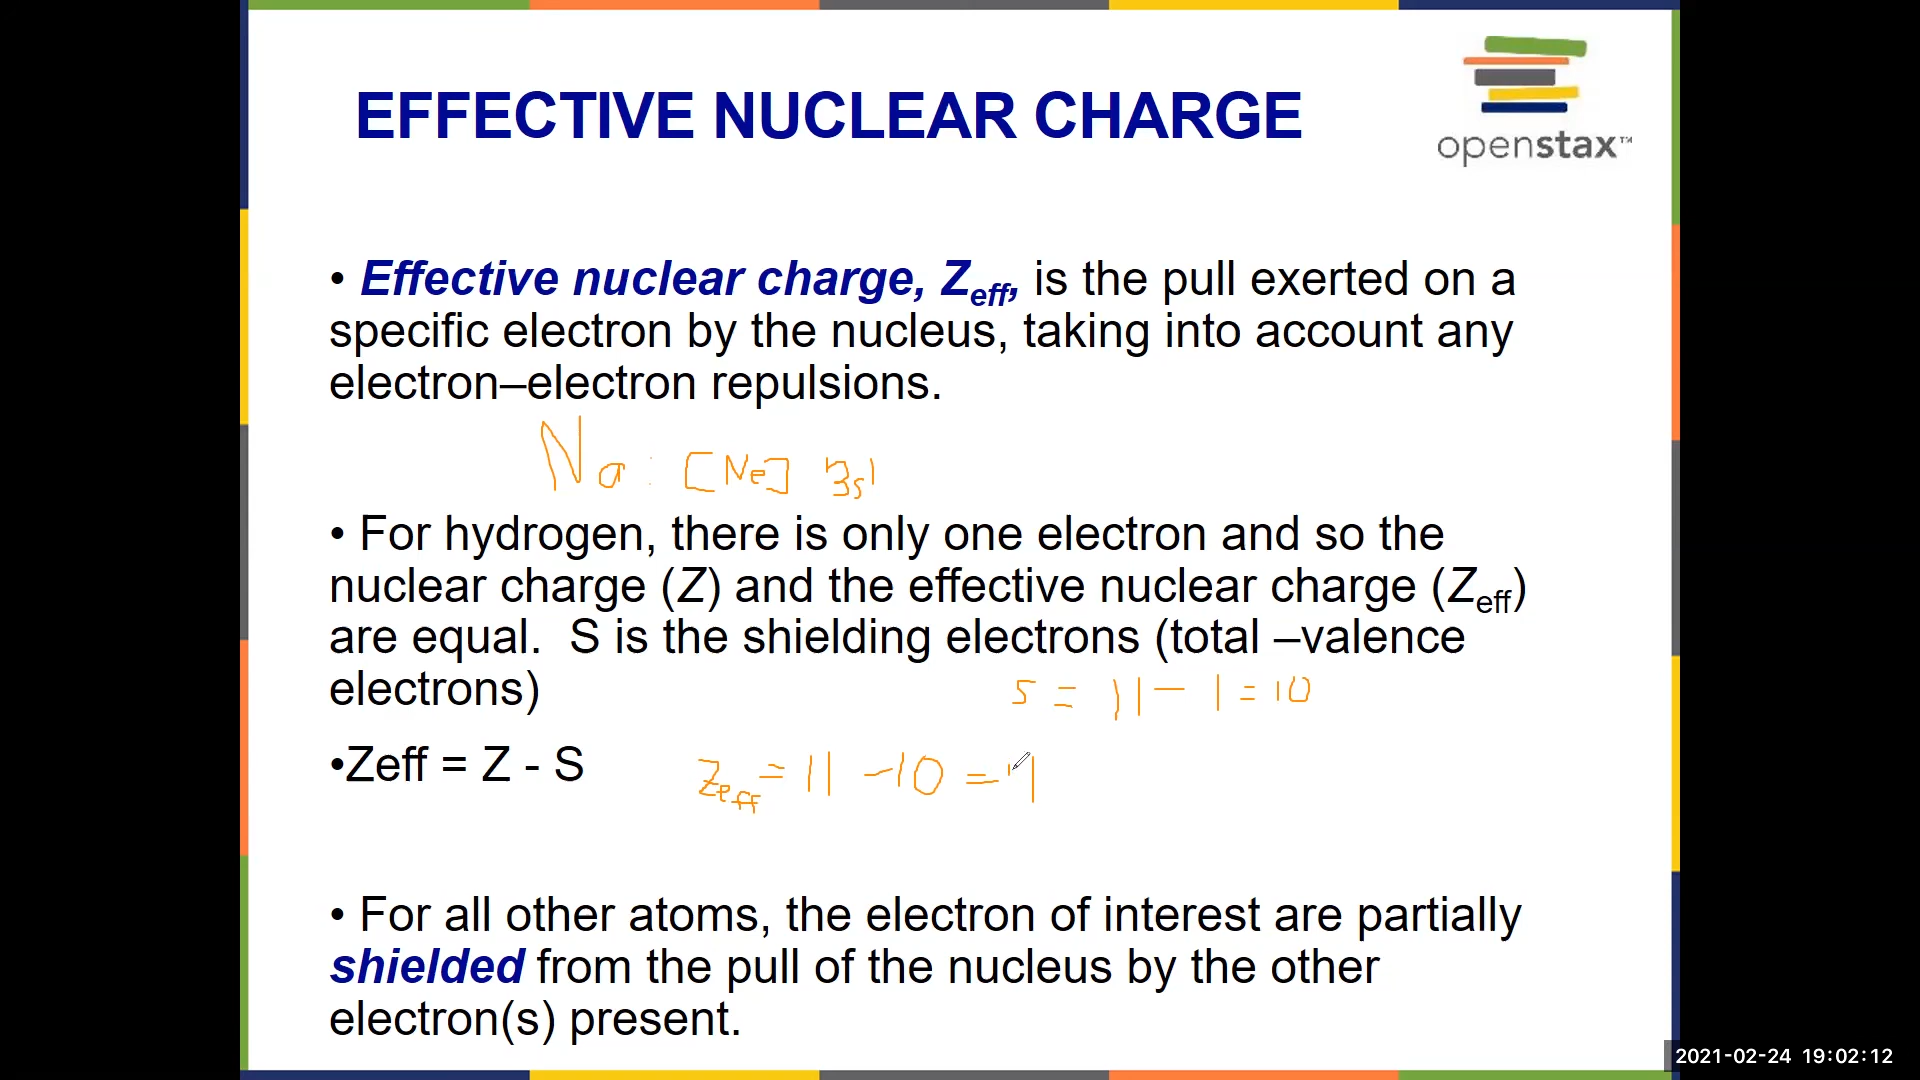 EFFECTIVE NUCLEAR CHARGE
openstax™
• Effective nuclear charge, Zeff, is the pull exerted on a
specific electron by the nucleus, taking into account any
electron–electron repulsions.
Na : [Ne] 3s1
• For hydrogen, there is only one electron and so the
nuclear charge (Z) and the effective nuclear charge (Zeff)
are equal.  S is the shielding electrons (total –valence
electrons)
S = 11 – 1 = 10
•Zeff = Z - S
Zeff = 11 – 10 = 1
• For all other atoms, the electron of interest are partially
shielded from the pull of the nucleus by the other
electron(s) present.
2021-02-24 19:02:12